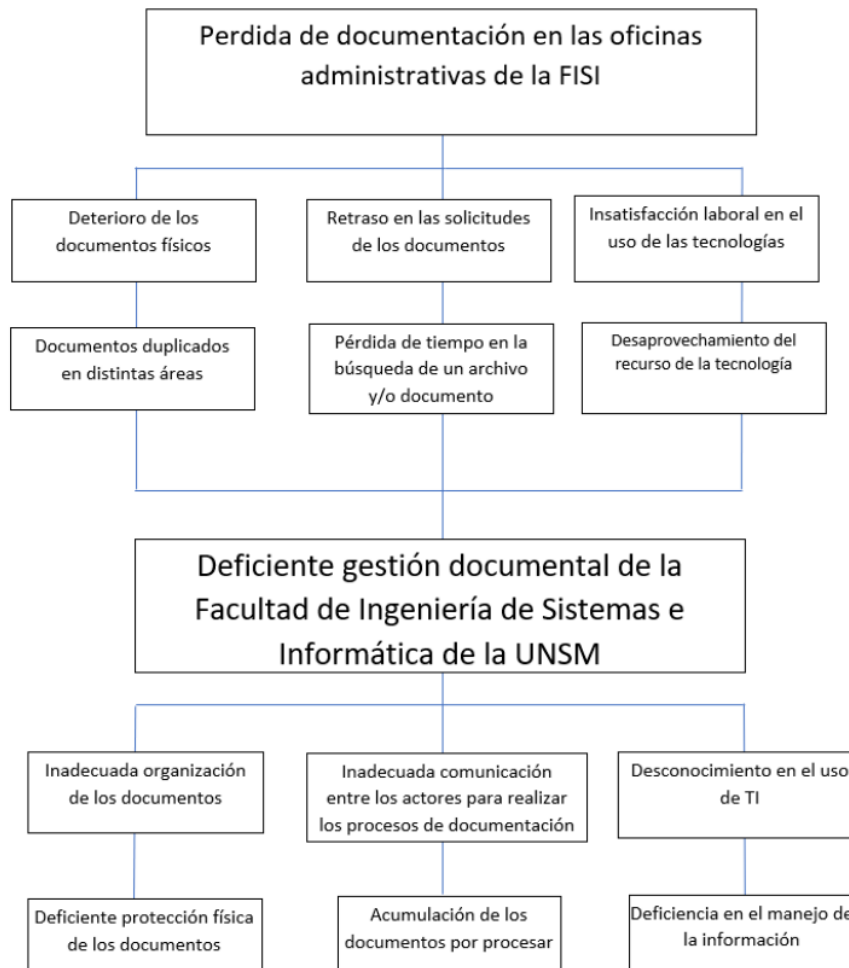 Perdida de documentación en las oficinas
administrativas de la FISI
Deterioro de los
documentos físicos
Retraso en las solicitudes
de los documentos
Insatisfacción laboral en el
uso de las tecnologías
Documentos duplicados
en distintas áreas
Pérdida de tiempo en la
búsqueda de un archivo
y/o documento
Desaprovechamiento del
recurso de la tecnología
Deficiente gestión documental de la
Facultad de Ingeniería de Sistemas e
Informática de la UNSM
Inadecuada organización
de los documentos
Inadecuada comunicación
entre los actores para realizar
los procesos de documentación
Desconocimiento en el uso
de TI
Deficiente protección física
de los documentos
Acumulación de los
documentos por procesar
Deficiencia en el manejo de
la información